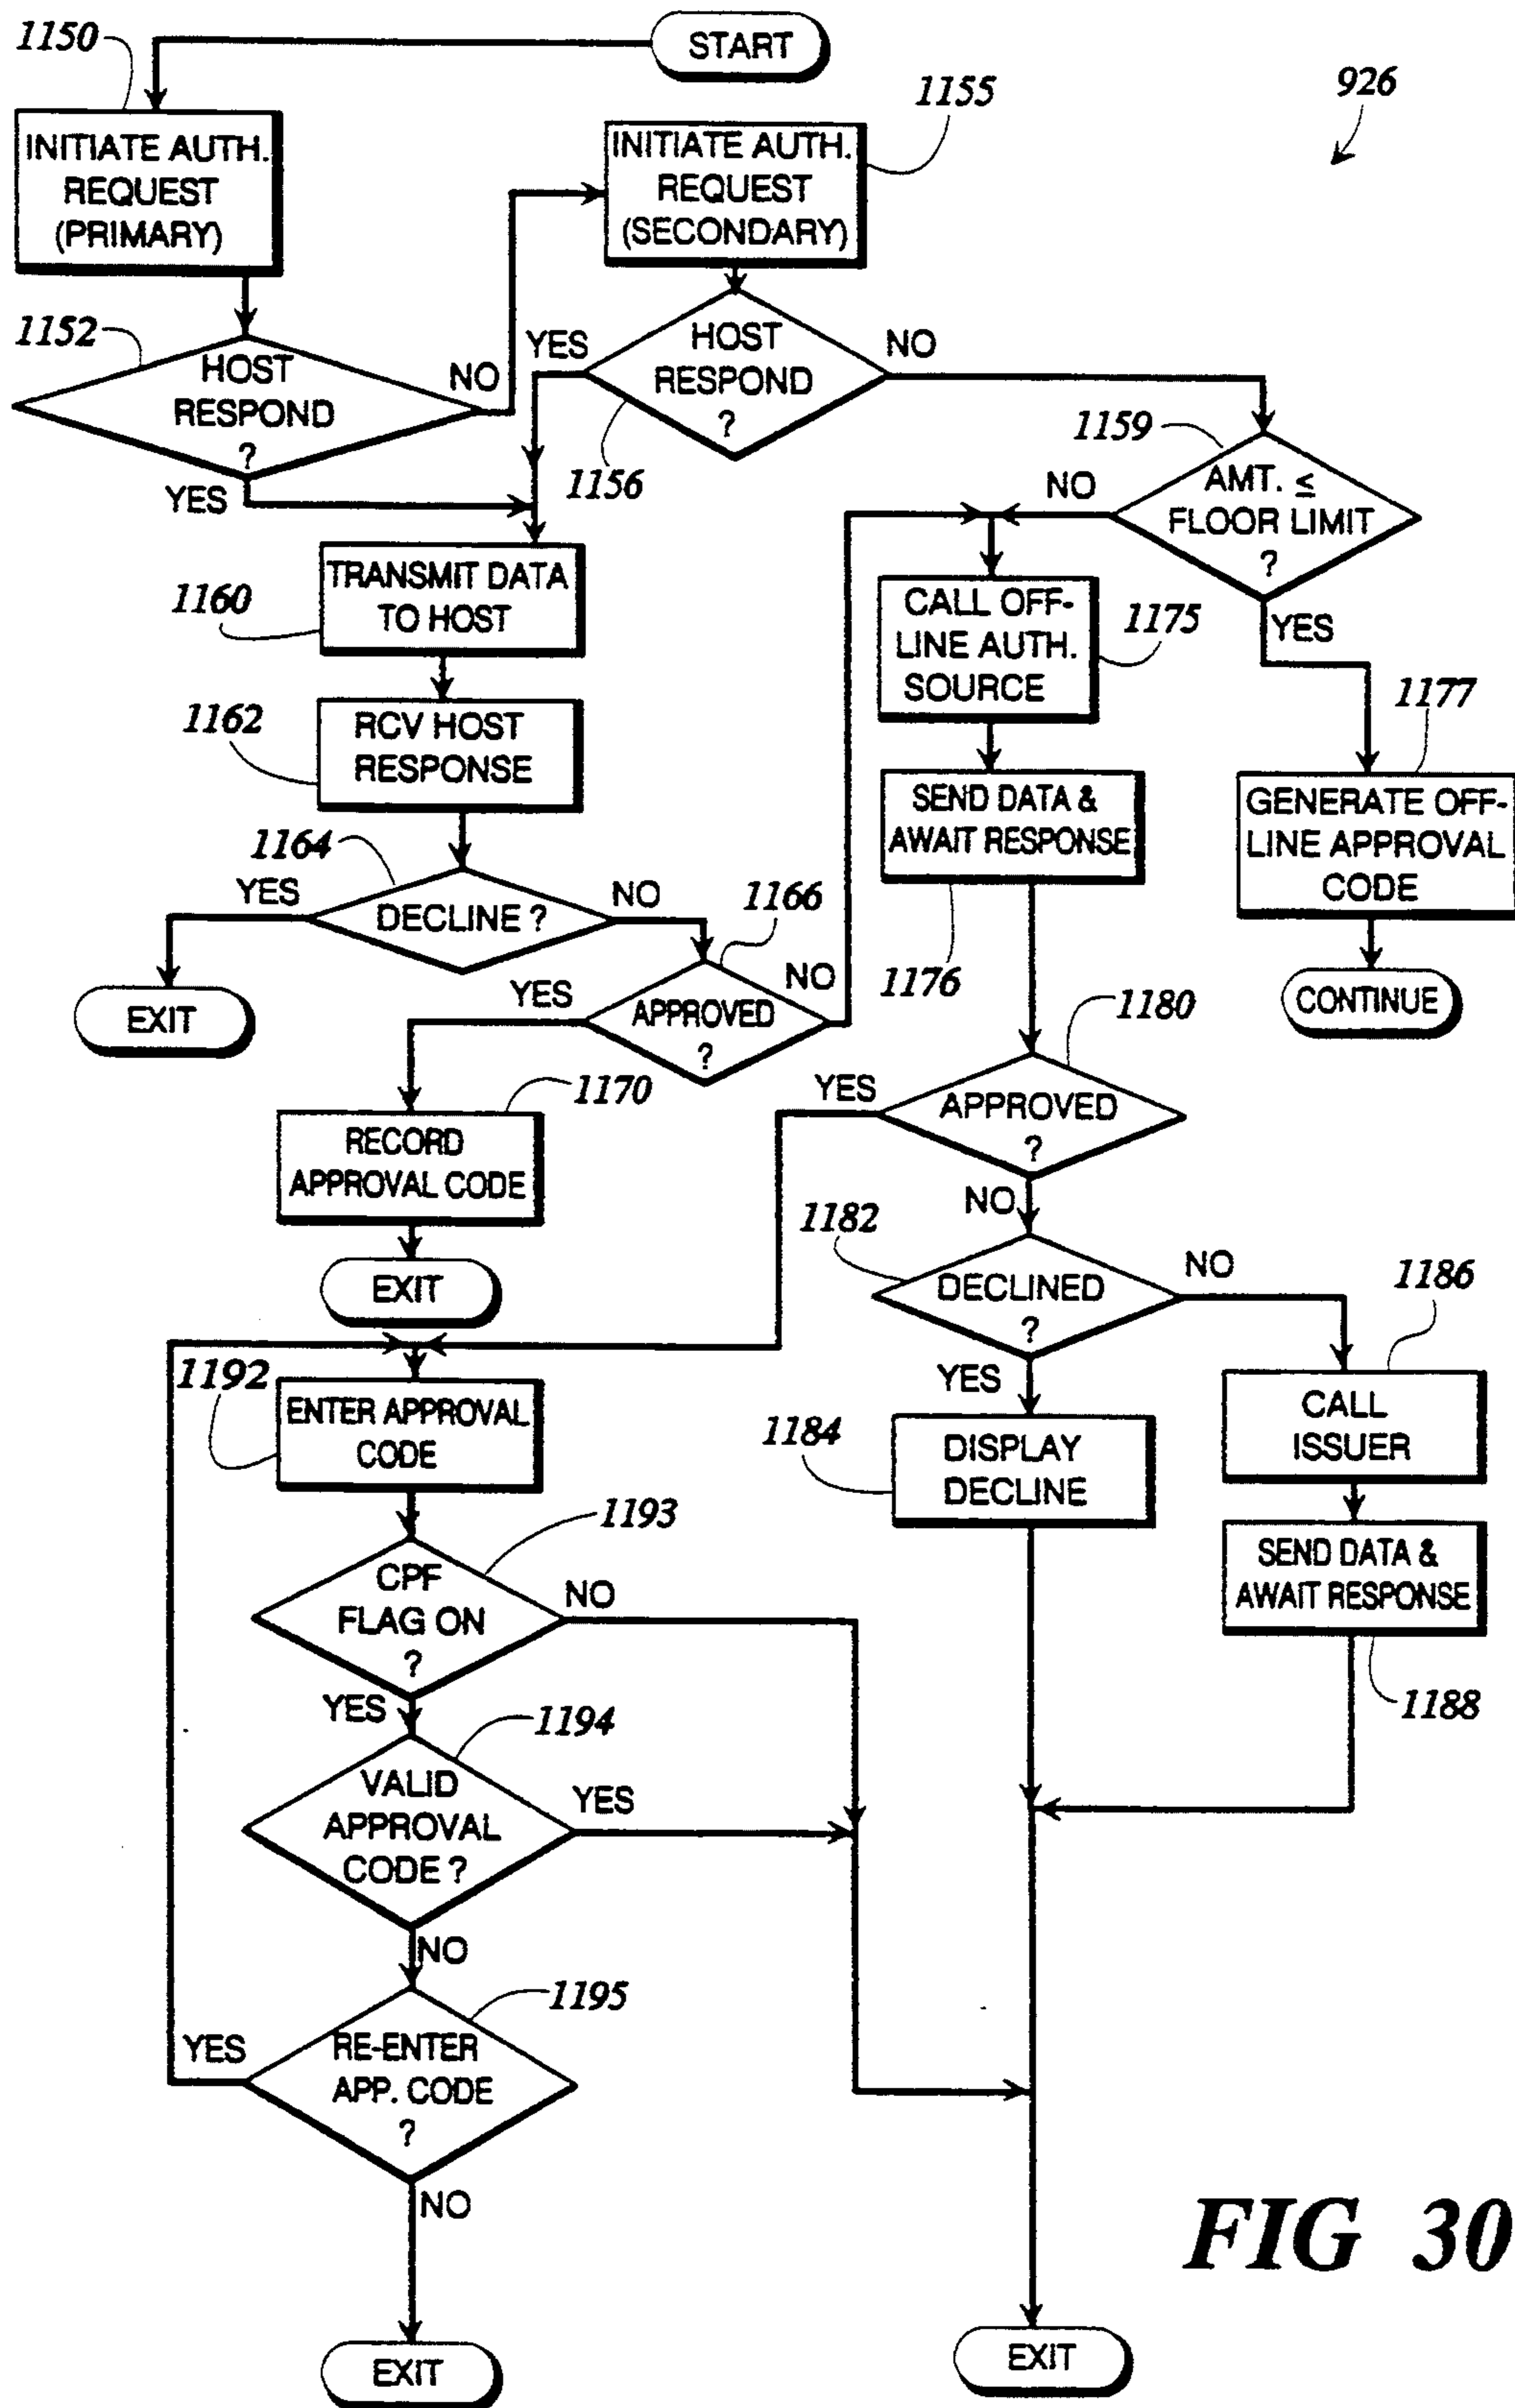 1150
START
926
1155
INITIATE AUTH.
REQUEST
(PRIMARY)
INITIATE AUTH.
REQUEST
(SECONDARY)
1152
HOST
RESPOND
?
NO
YES
YES
HOST
RESPOND
?
NO
1156
1159
AMT. ≤
FLOOR LIMIT
?
NO
YES
1160
TRANSMIT DATA
TO HOST
CALL OFF-
LINE AUTH.
SOURCE
1175
1162
RCV HOST
RESPONSE
1177
SEND DATA &
AWAIT RESPONSE
GENERATE OFF-
LINE APPROVAL
CODE
1164
YES
DECLINE ?
NO
1166
1176
CONTINUE
EXIT
YES
APPROVED
?
NO
1180
1170
YES
APPROVED
?
RECORD
APPROVAL CODE
NO
1182
EXIT
DECLINED
?
NO
1186
YES
1192
ENTER APPROVAL
CODE
1184
DISPLAY
DECLINE
CALL
ISSUER
1193
CPF
FLAG ON
?
NO
SEND DATA &
AWAIT RESPONSE
YES
1188
1194
VALID
APPROVAL
CODE ?
YES
NO
1195
YES
RE-ENTER
APP. CODE
?
NO
FIG 30
EXIT
EXIT